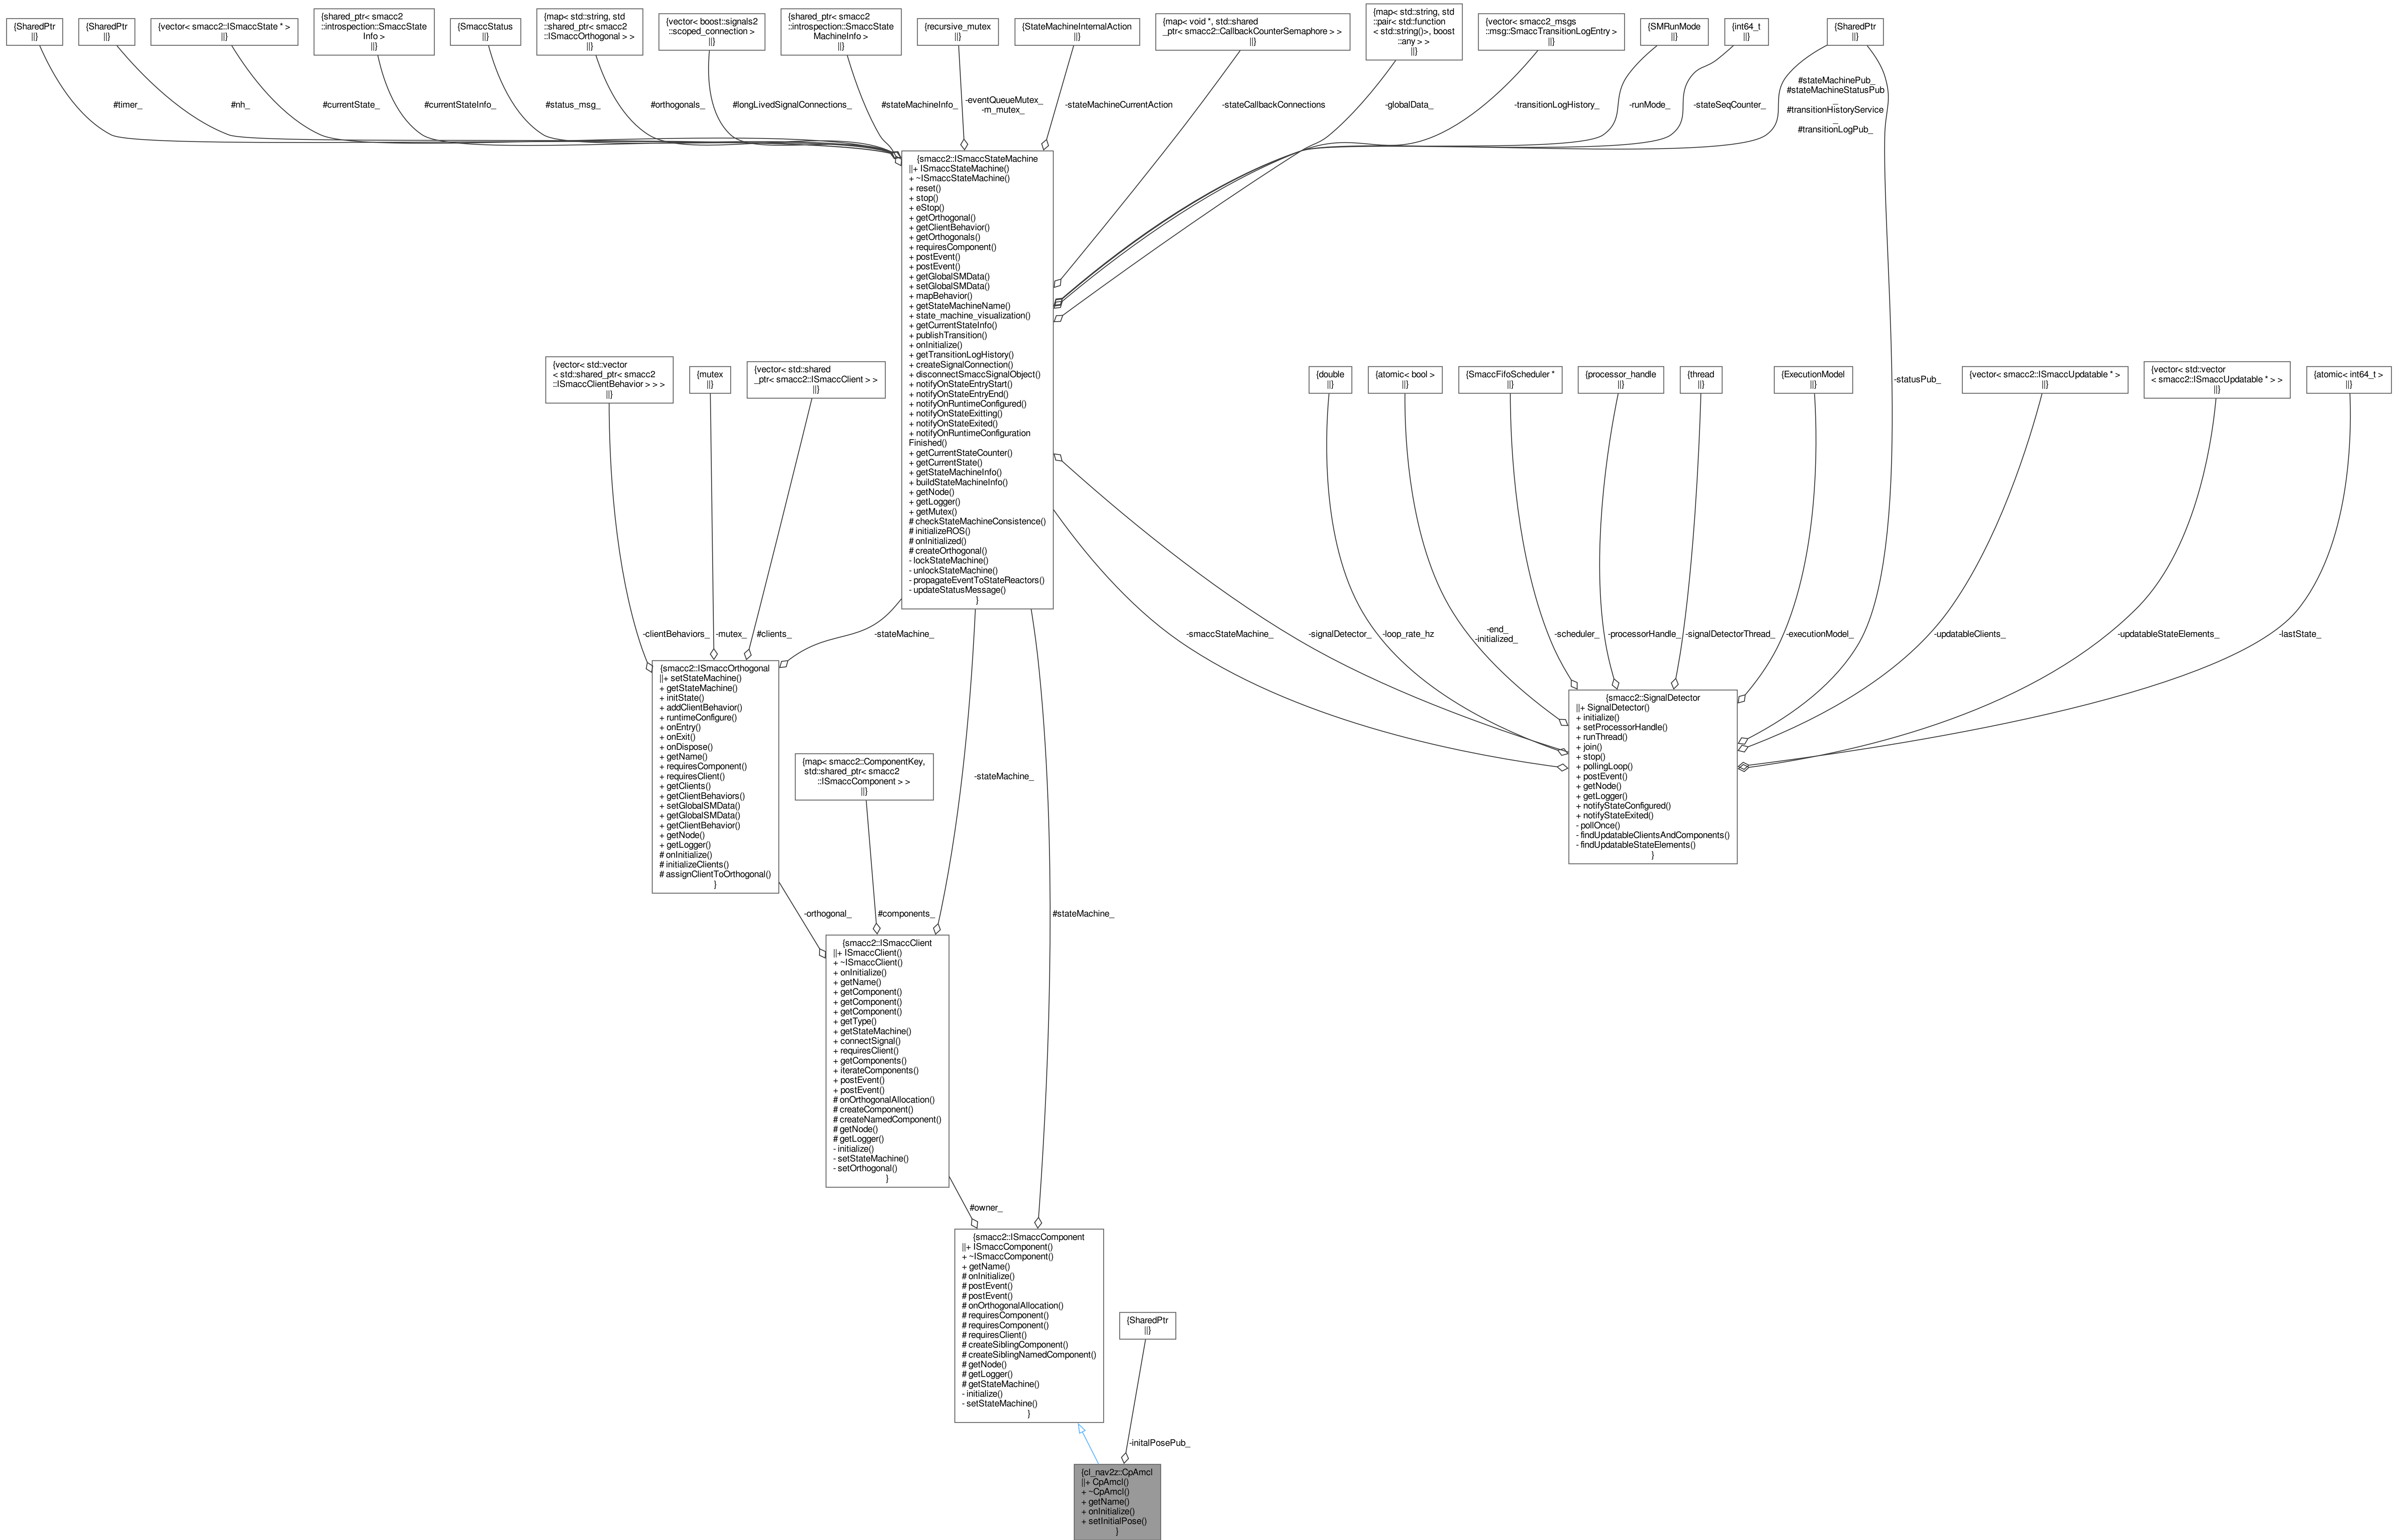 {SharedPtr
||}
{SharedPtr
||}
{vector< smacc2::ISmaccState * >
||}
{shared_ptr< smacc2
::introspection::SmaccState
Info >
||}
{SmaccStatus
||}
{map< std::string, std
::shared_ptr< smacc2
::ISmaccOrthogonal > >
||}
{vector< boost::signals2
::scoped_connection >
||}
{shared_ptr< smacc2
::introspection::SmaccState
MachineInfo >
||}
{recursive_mutex
||}
{StateMachineInternalAction
||}
{map< void *, std::shared
_ptr< smacc2::CallbackCounterSemaphore > >
||}
{map< std::string, std
::pair< std::function
< std::string()>, boost
::any > >
||}
{vector< smacc2_msgs
::msg::SmaccTransitionLogEntry >
||}
{SMRunMode
||}
{int64_t
||}
{SharedPtr
||}
#timer_
#nh_
#currentState_
#currentStateInfo_
#status_msg_
#orthogonals_
#longLivedSignalConnections_
#stateMachineInfo_
-eventQueueMutex_
-m_mutex_
-stateMachineCurrentAction
-stateCallbackConnections
-globalData_
-transitionLogHistory_
-runMode_
-stateSeqCounter_
#stateMachinePub_
#stateMachineStatusPub
_
#transitionHistoryService
_
#transitionLogPub_
{smacc2::ISmaccStateMachine
||+ ISmaccStateMachine()
+ ~ISmaccStateMachine()
+ reset()
+ stop()
+ eStop()
+ getOrthogonal()
+ getClientBehavior()
+ getOrthogonals()
+ requiresComponent()
+ postEvent()
+ postEvent()
+ getGlobalSMData()
+ setGlobalSMData()
+ mapBehavior()
+ getStateMachineName()
+ state_machine_visualization()
+ getCurrentStateInfo()
+ publishTransition()
+ onInitialize()
+ getTransitionLogHistory()
+ createSignalConnection()
+ disconnectSmaccSignalObject()
+ notifyOnStateEntryStart()
+ notifyOnStateEntryEnd()
+ notifyOnRuntimeConfigured()
+ notifyOnStateExitting()
+ notifyOnStateExited()
+ notifyOnRuntimeConfiguration
Finished()
+ getCurrentStateCounter()
+ getCurrentState()
+ getStateMachineInfo()
+ buildStateMachineInfo()
+ getNode()
+ getLogger()
+ getMutex()
# checkStateMachineConsistence()
# initializeROS()
# onInitialized()
# createOrthogonal()
- lockStateMachine()
- unlockStateMachine()
- propagateEventToStateReactors()
- updateStatusMessage()
}
{vector< std::vector
< std::shared_ptr< smacc2
::ISmaccClientBehavior > > >
||}
{mutex
||}
{vector< std::shared
_ptr< smacc2::ISmaccClient > >
||}
{double
||}
{atomic< bool >
||}
{SmaccFifoScheduler *
||}
{processor_handle
||}
{thread
||}
{ExecutionModel
||}
-statusPub_
{vector< smacc2::ISmaccUpdatable * >
||}
{vector< std::vector
< smacc2::ISmaccUpdatable * > >
||}
{atomic< int64_t >
||}
-clientBehaviors_
-mutex_
#clients_
-stateMachine_
-smaccStateMachine_
-signalDetector_
-loop_rate_hz
-end_
-initialized_
-scheduler_
-processorHandle_
-signalDetectorThread_
-executionModel_
-updatableClients_
-updatableStateElements_
-lastState_
{smacc2::ISmaccOrthogonal
||+ setStateMachine()
+ getStateMachine()
+ initState()
+ addClientBehavior()
+ runtimeConfigure()
+ onEntry()
+ onExit()
+ onDispose()
+ getName()
+ requiresComponent()
+ requiresClient()
+ getClients()
+ getClientBehaviors()
+ setGlobalSMData()
+ getGlobalSMData()
+ getClientBehavior()
+ getNode()
+ getLogger()
# onInitialize()
# initializeClients()
# assignClientToOrthogonal()
}
{smacc2::SignalDetector
||+ SignalDetector()
+ initialize()
+ setProcessorHandle()
+ runThread()
+ join()
+ stop()
+ pollingLoop()
+ postEvent()
+ getNode()
+ getLogger()
+ notifyStateConfigured()
+ notifyStateExited()
- pollOnce()
- findUpdatableClientsAndComponents()
- findUpdatableStateElements()
}
{map< smacc2::ComponentKey,
std::shared_ptr< smacc2
::ISmaccComponent > >
||}
-stateMachine_
-orthogonal_
#components_
#stateMachine_
{smacc2::ISmaccClient
||+ ISmaccClient()
+ ~ISmaccClient()
+ onInitialize()
+ getName()
+ getComponent()
+ getComponent()
+ getComponent()
+ getType()
+ getStateMachine()
+ connectSignal()
+ requiresClient()
+ getComponents()
+ iterateComponents()
+ postEvent()
+ postEvent()
# onOrthogonalAllocation()
# createComponent()
# createNamedComponent()
# getNode()
# getLogger()
- initialize()
- setStateMachine()
- setOrthogonal()
}
#owner_
{smacc2::ISmaccComponent
||+ ISmaccComponent()
+ ~ISmaccComponent()
+ getName()
# onInitialize()
# postEvent()
# postEvent()
# onOrthogonalAllocation()
# requiresComponent()
# requiresComponent()
# requiresClient()
# createSiblingComponent()
# createSiblingNamedComponent()
# getNode()
# getLogger()
# getStateMachine()
- initialize()
- setStateMachine()
}
{SharedPtr
||}
-initalPosePub_
{cl_nav2z::CpAmcl
||+ CpAmcl()
+ ~CpAmcl()
+ getName()
+ onInitialize()
+ setInitialPose()
}